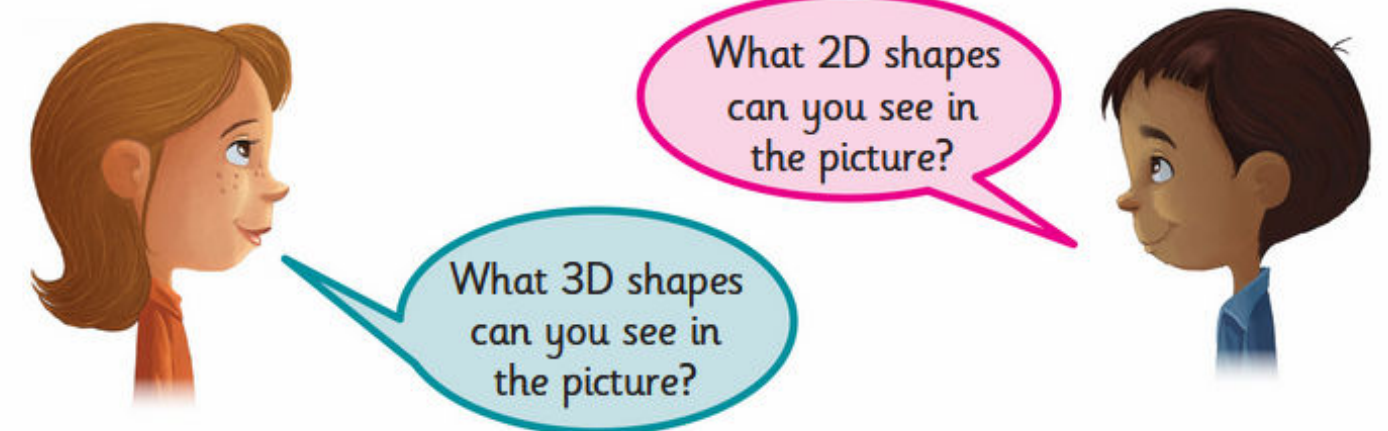 What 2D shapes
can you see in
the picture?
What 3D shapes
can you see in
the picture?